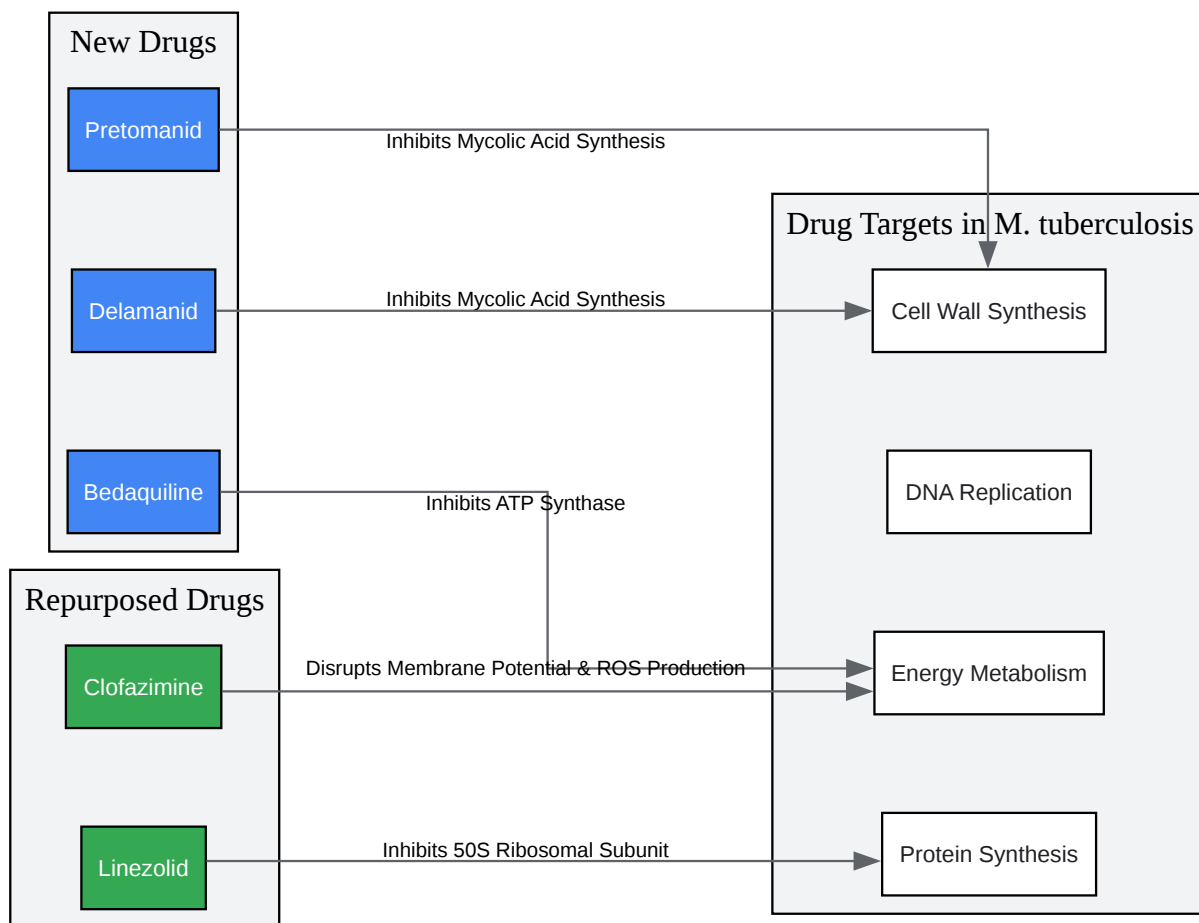 New Drugs
Pretomanid
Inhibits Mycolic Acid Synthesis
Drug Targets in M. tuberculosis
Delamanid
Inhibits Mycolic Acid Synthesis
Cell Wall Synthesis
Bedaquiline
Inhibits ATP Synthase
DNA Replication
Repurposed Drugs
Clofazimine
Disrupts Membrane Potential & ROS Production
Energy Metabolism
Linezolid
Inhibits 50S Ribosomal Subunit
Protein Synthesis